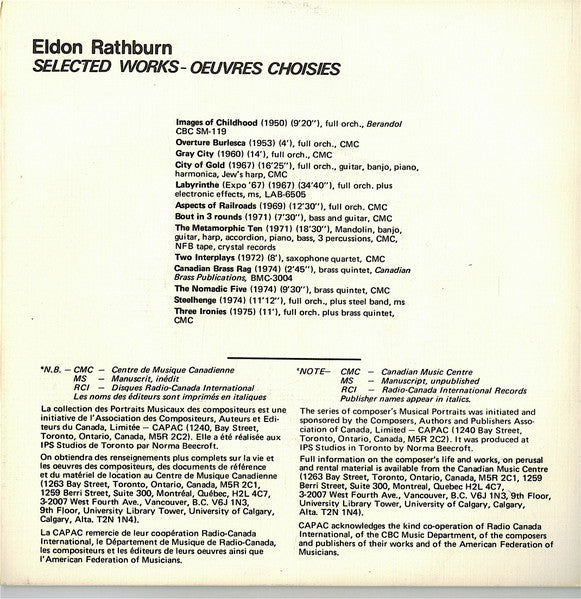 Eldon Rathburn
SELECTED WORKS - OEUVRES CHOISIES
Images of Childhood (1950) (9'20"), full orch., Berandol
CBC SM-119
Overture Burlesca (1953) (4'), full orch., CMC
Gray City (1960) (14'), full orch., CMC
City of Gold (1967) (16'25"), full orch., guitar, banjo, piano,
harmonica, Jew's harp, CMC
Labyrinthe (Expo '67) (1967) (34'40"), full orch. plus
electronic effects, ms, LAB-6505
Aspects of Railroads (1969) (12'30"), full orch. CMC
Bout in 3 rounds (1971) (7'30"), bass and guitar, CMC
The Metamorphic Ten (1971) (18'30"), Mandolin, banjo,
guitar, harp, accordion, piano, bass, 3 percussions, CMC,
NFB tape, crystal records
Two Interplays (1972) (8'), saxophone quartet, CMC
Canadian Brass Rag (1974) (2'45"), brass quintet, Canadian
Brass Publications, BMC-3004
The Nomadic Five (1974) (9'30"), brass quintet, CMC
Steelhenge (1974) (11'12"), full orch., plus steel band, ms
Three Ironies (1975) (11'), full orch. plus brass quintet,
CMC
*N.B. – CMC – Centre de Musique Canadienne
MS – Manuscrit, inédit
RCI – Disques Radio-Canada International
Les noms des éditeurs sont imprimés en italiques
La collection des Portraits Musicaux des compositeurs est une
initiative de l'Association des Compositeurs, Auteurs et Edi-
teurs du Canada, Limitée – CAPAC (1240, Bay Street,
Toronto, Ontario, Canada, M5R 2C2). Elle a été réalisée aux
IPS Studios de Toronto par Norma Beecroft.
On obtiendra des renseignements plus complets sur la vie et
les oeuvres des compositeurs, des documents de référence
et du matériel de location au Centre de Musique Canadienne
(1263 Bay Street, Toronto, Ontario, Canada, M5R 2C1,
1259 Berri Street, Suite 300, Montréal, Québec, H2L 4C7,
3-2007 West Fourth Ave., Vancouver, B.C. V6J 1N3,
9th Floor, University Library Tower, University of Calgary,
Calgary, Alta. T2N 1N4).
La CAPAC remercie de leur coopération Radio-Canada
International, le Département de Musique de Radio-Canada,
les compositeurs et les éditeurs de leurs oeuvres ainsi que
l'American Federation of Musicians.
*NOTE– CMC – Canadian Music Centre
MS – Manuscript, unpublished
RCI – Radio-Canada International Records
Publisher names appear in italics.
The series of composer's Musical Portraits was initiated and
sponsored by the Composers, Authors and Publishers Asso-
ciation of Canada, Limited – CAPAC (1240 Bay Street,
Toronto, Ontario, Canada, M5R 2C2). It was produced at
IPS Studios in Toronto by Norma Beecroft.
Full information on the composer's life and works, on perusal
and rental material is available from the Canadian Music Centre
(1263 Bay Street, Toronto, Ontario, Canada, M5R 2C1, 1259
Berri Street, Suite 300, Montreal, Quebec H2L 4C7,
3-2007 West Fourth Ave., Vancouver, B.C. V6J 1N3, 9th Floor,
University Library Tower, University of Calgary, Calgary,
Alta. T2N 1N4).
CAPAC acknowledges the kind co-operation of Radio Canada
International, of the CBC Music Department, of the composers
and publishers of their works and of the American Federation of
Musicians.